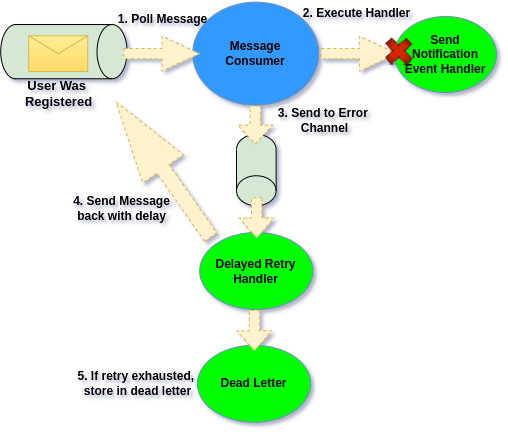 1. Poll Message
2. Execute Handler
Message
Consumer
Send
Notification
Event Handler
User Was
Registered
3. Send to Error
Channel
4. Send Message
back with delay
Delayed Retry
Handler
5. If retry exhausted,
store in dead letter
Dead Letter